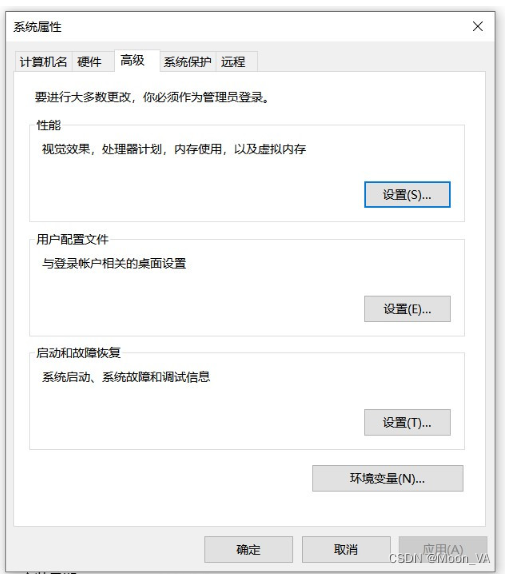 系统属性
计算机名 硬件 高级 系统保护 远程
要进行大多数更改，你必须作为管理员登录。
性能
视觉效果，处理器计划，内存使用，以及虚拟内存
设置(S)...
用户配置文件
与登录帐户相关的桌面设置
设置(E)...
启动和故障恢复
系统启动、系统故障和调试信息
设置(T)...
环境变量(N)...
确定 取消 应用(A)
CSDN @Moon_VA